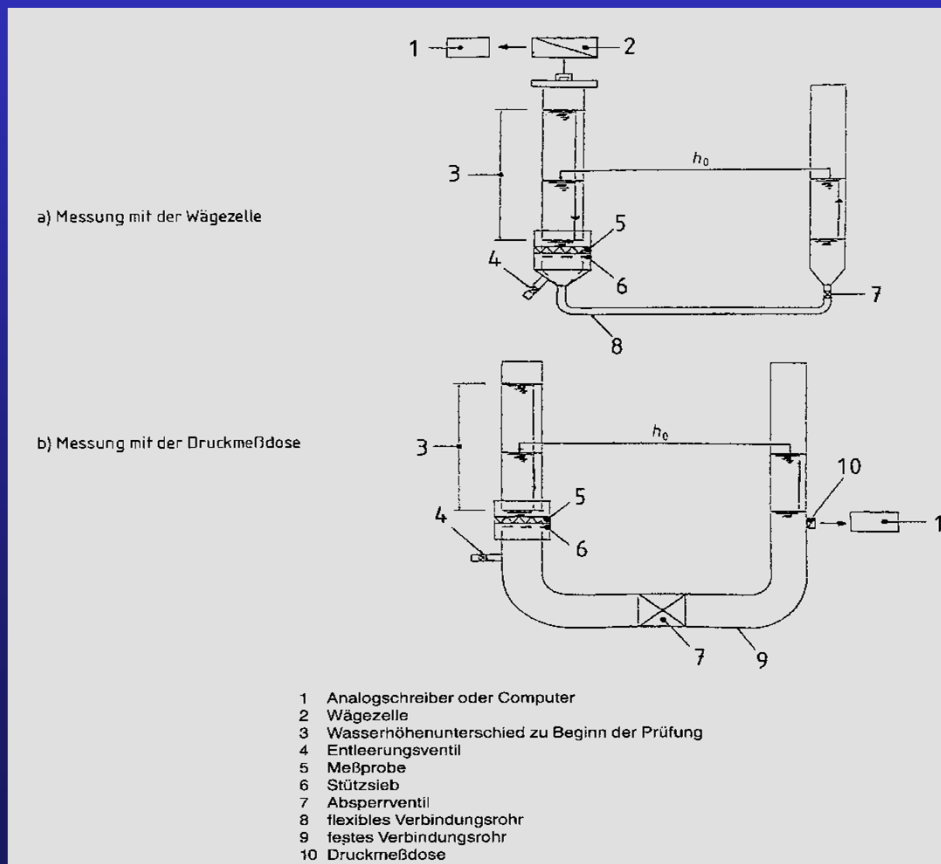 1
2
3
h₀
a) Messung mit der Wägezelle
5
4
6
7
8
b) Messung mit der Druckmeßdose
3
h₀
10
5
4
6
1
7
9
1 Analogschreiber oder Computer
2 Wägezelle
3 Wasserhöhenunterschied zu Beginn der Prüfung
4 Entleerungsventil
5 Meßprobe
6 Stützsieb
7 Absperrventil
8 flexibles Verbindungsrohr
9 festes Verbindungsrohr
10 Druckmeßdose